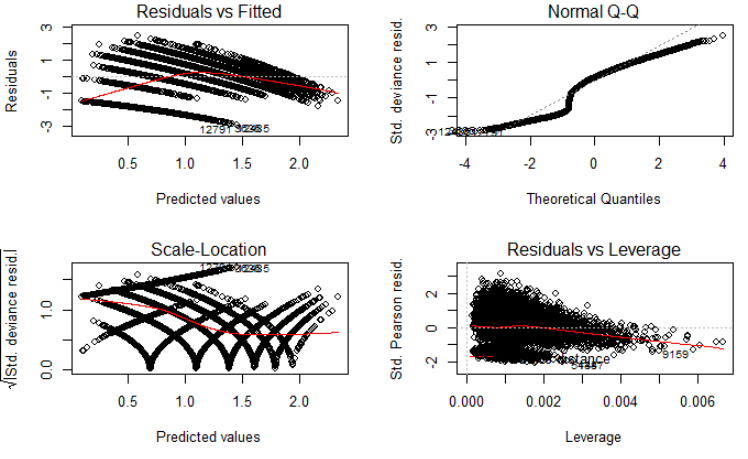 Residuals vs Fitted
Residuals
3
1
-1
-3
0.5 1.0 1.5 2.0
Predicted values
Normal Q-Q
Std. deviance resid.
3
1
-1
-3
-4 -2 0 2 4
Theoretical Quantiles
Scale-Location
√|Std. deviance resid.|
1.0
0.0
0.5 1.0 1.5 2.0
Predicted values
Residuals vs Leverage
Std. Pearson resid.
2
0
-2
9159
0.000 0.002 0.004 0.006
Leverage